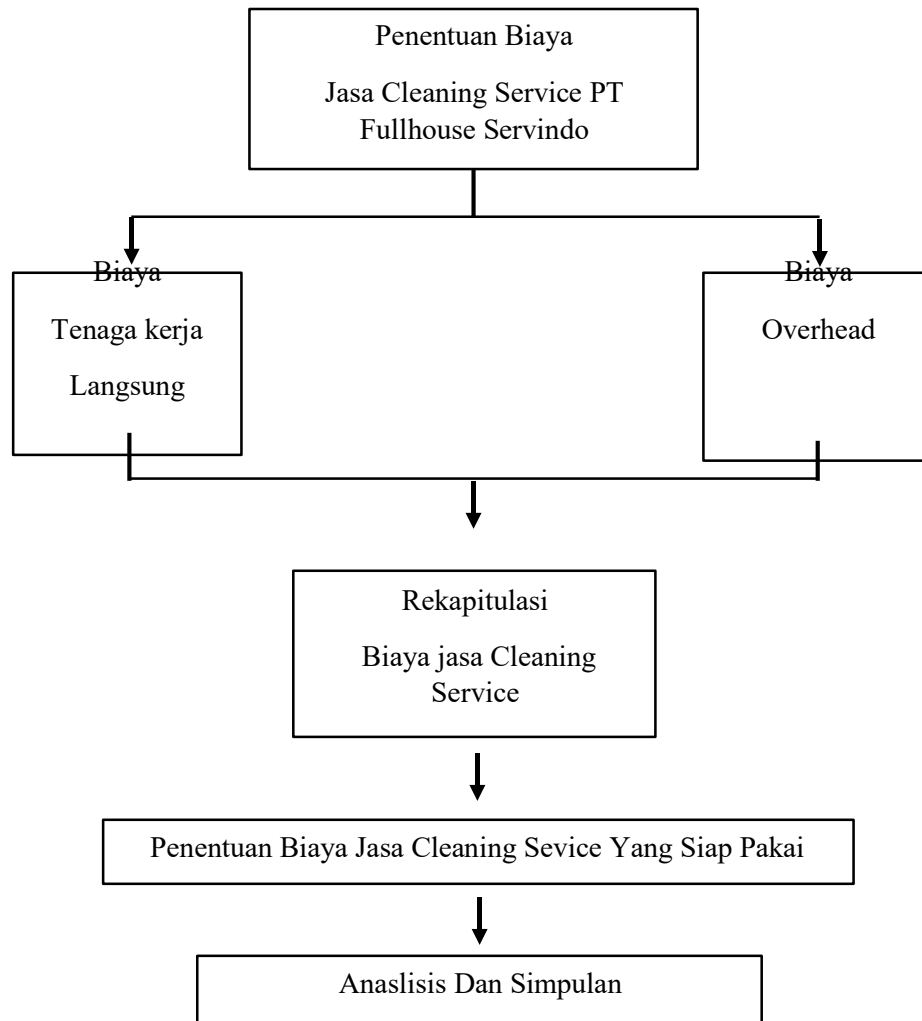 Penentuan Biaya
Jasa Cleaning Service PT
Fullhouse Servindo
Biaya
Tenaga kerja
Langsung
Biaya
Overhead
Rekapitulasi
Biaya jasa Cleaning
Service
Penentuan Biaya Jasa Cleaning Sevice Yang Siap Pakai
Anaslisis Dan Simpulan